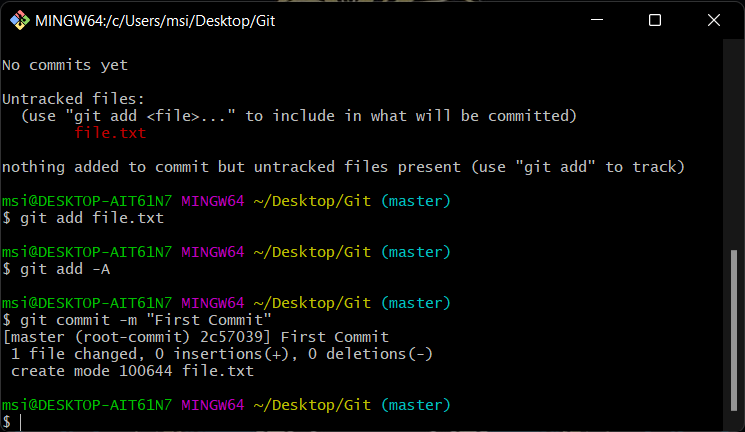 MINGW64:/c/Users/msi/Desktop/Git
No commits yet
Untracked files:
  (use "git add <file>..." to include in what will be committed)
        file.txt
nothing added to commit but untracked files present (use "git add" to track)
msi@DESKTOP-AIT61N7 MINGW64 ~/Desktop/Git (master)
$ git add file.txt
msi@DESKTOP-AIT61N7 MINGW64 ~/Desktop/Git (master)
$ git add -A
msi@DESKTOP-AIT61N7 MINGW64 ~/Desktop/Git (master)
$ git commit -m "First Commit"
[master (root-commit) 2c57039] First Commit
 1 file changed, 0 insertions(+), 0 deletions(-)
 create mode 100644 file.txt
msi@DESKTOP-AIT61N7 MINGW64 ~/Desktop/Git (master)
$